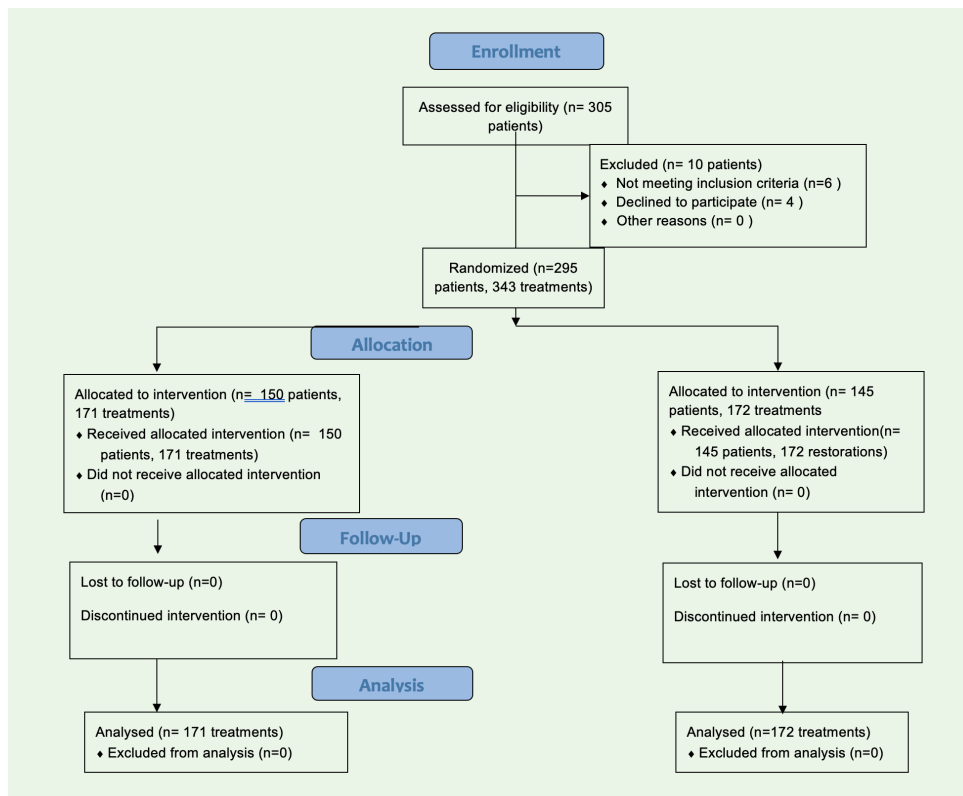 Enrollment
Assessed for eligibility (n= 305
patients)
Excluded (n= 10 patients)
♦ Not meeting inclusion criteria (n=6 )
♦ Declined to participate (n= 4 )
♦ Other reasons (n= 0 )
Randomized (n=295
patients, 343 treatments)
Allocation
Allocated to intervention (n= 150 patients,
171 treatments)
♦ Received allocated intervention (n= 150
patients, 171 treatments)
♦ Did not receive allocated intervention
(n=0)
Allocated to intervention (n= 145
patients, 172 treatments
♦ Received allocated intervention(n=
145 patients, 172 restorations)
♦ Did not receive allocated
intervention (n= 0)
Follow-Up
Lost to follow-up (n=0)
Discontinued intervention (n= 0)
Lost to follow-up (n=0)
Discontinued intervention (n= 0)
Analysis
Analysed (n= 171 treatments)
♦ Excluded from analysis (n=0)
Analysed (n=172 treatments)
♦ Excluded from analysis (n=0)